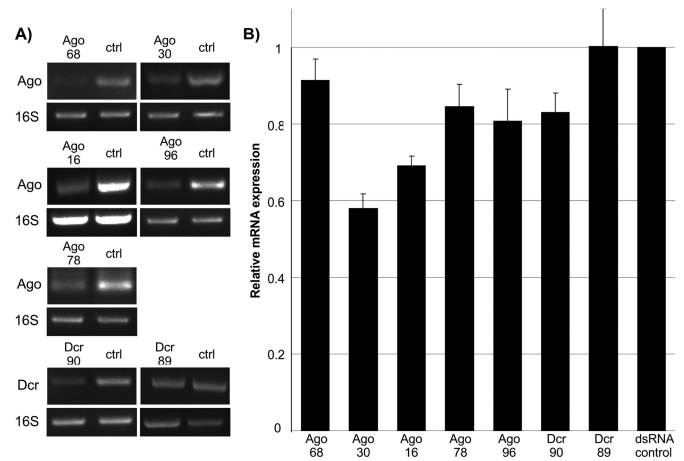 A)
Ago 68 ctrl Ago 30 ctrl
Ago
16S
Ago 16 ctrl Ago 96 ctrl
Ago
16S
Ago 78 ctrl
Ago
16S
Dcr 90 ctrl Dcr 89 ctrl
Dcr
16S
B)
Relative mRNA expression
1
0.8
0.6
0.4
0.2
0
Ago 68 Ago 30 Ago 16 Ago 78 Ago 96 Dcr 90 Dcr 89 dsRNA control